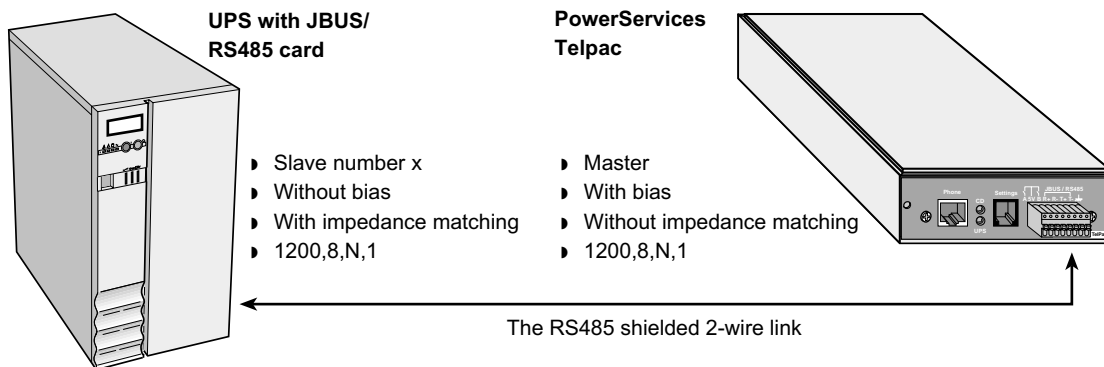 UPS with JBUS/
RS485 card
Slave number x
Without bias
With impedance matching
1200,8,N,1
PowerServices
Telpac
Master
With bias
Without impedance matching
1200,8,N,1
Phone
CD
UPS
Settings
JBUS / RS485
R+ R- T+
The RS485 shielded 2-wire link